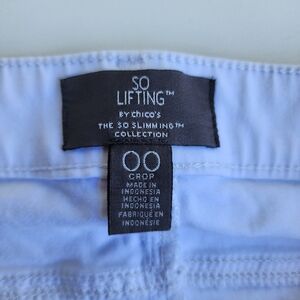 SO
LIFTING™
BY CHICO'S
THE SO SLIMMING™
COLLECTION
00
CROP
MADE IN
INDONESIA
HECHO EN
INDONESIA
FABRIQUÉ EN
INDONÉSIE